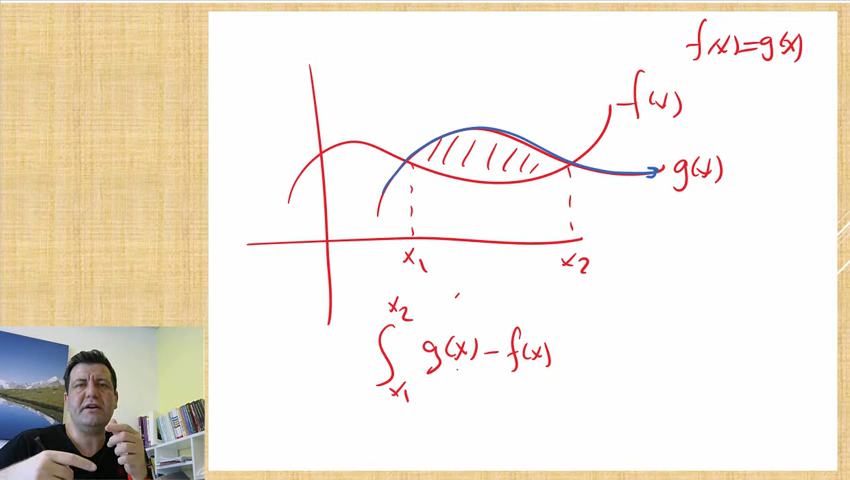 f(x)=g(x)
f(x)
g(x)
x₁
x₂
x₂
∫ g(x) - f(x)
x₁